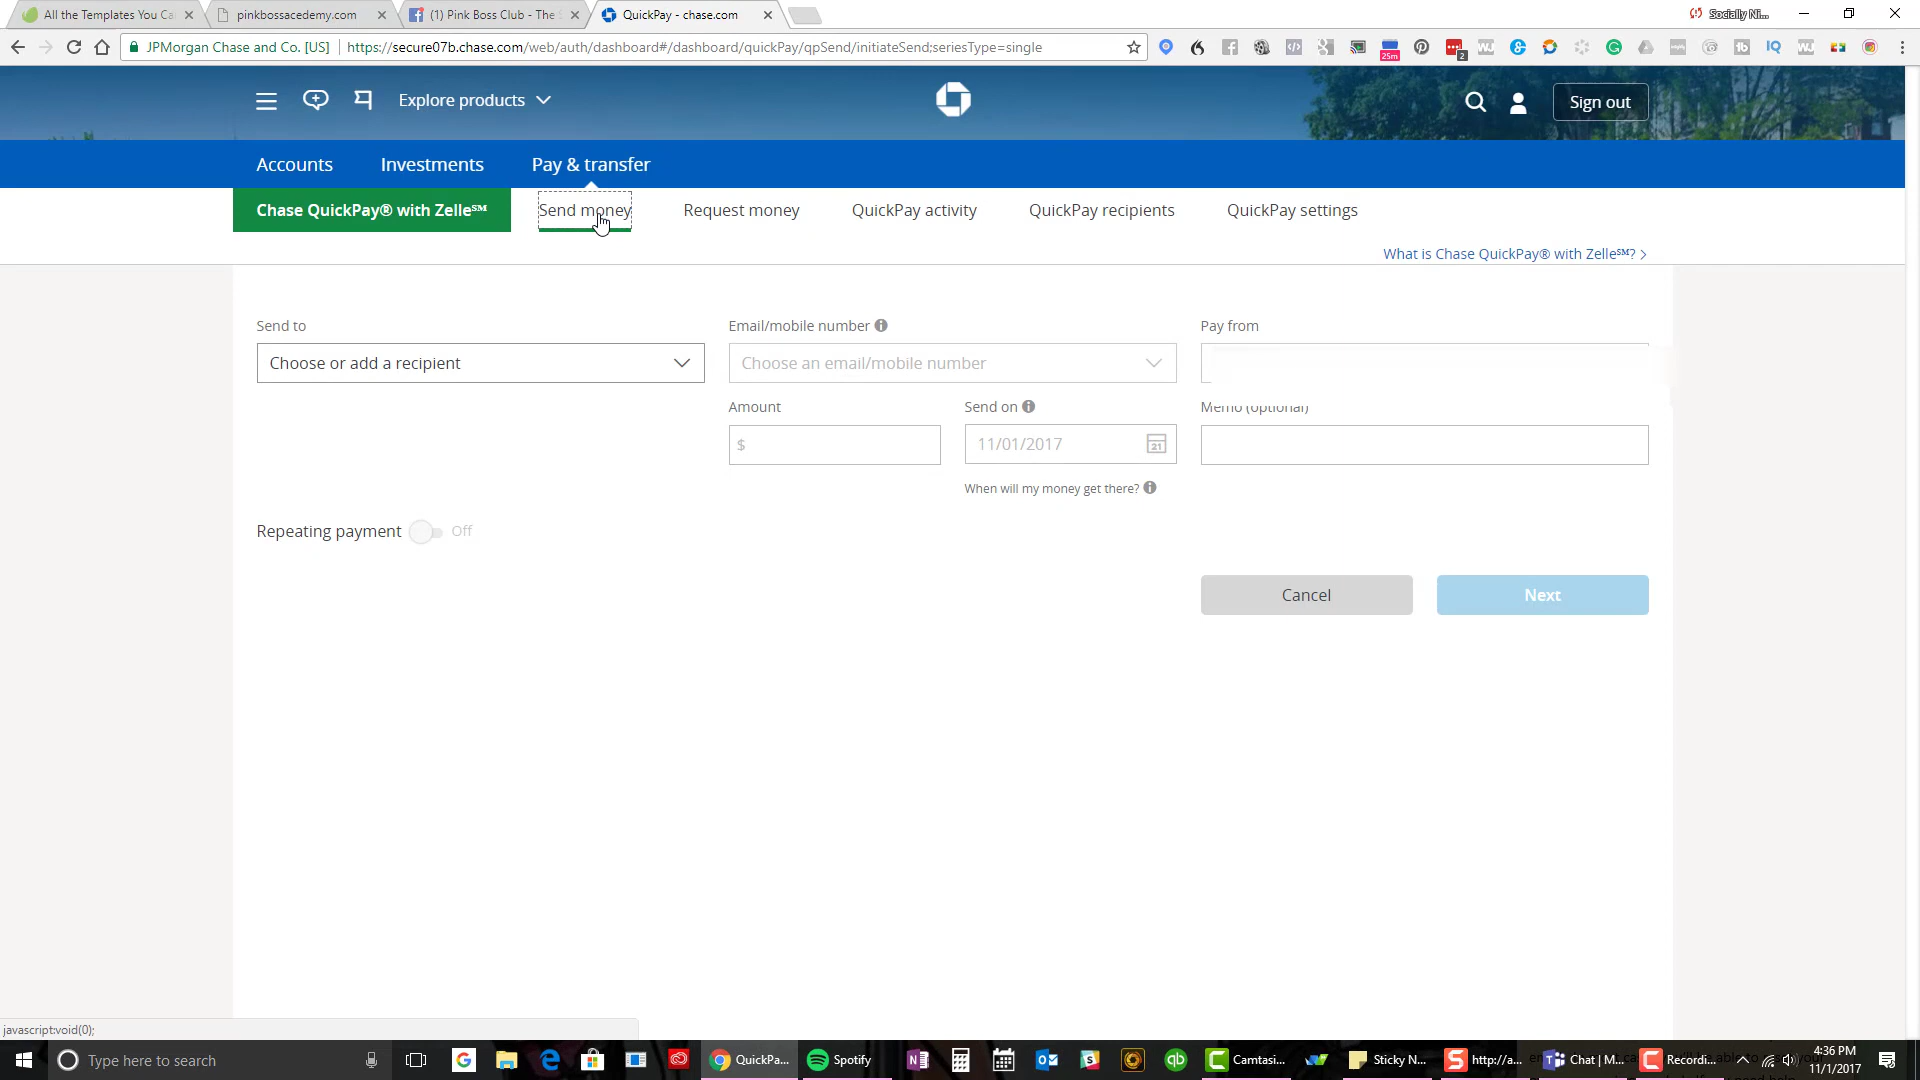 All the Templates You Ca
pinkbossacedemy.com
(1) Pink Boss Club - The
QuickPay - chase.com
Socially Ni...
JPMorgan Chase and Co. [US]
https://secure07b.chase.com/web/auth/dashboard#/dashboard/quickPay/qpSend/initiateSend;seriesType=single
25m
2
Explore products
Sign out
Accounts
Investments
Pay & transfer
Chase QuickPay® with Zelle℠
Send money
Request money
QuickPay activity
QuickPay recipients
QuickPay settings
What is Chase QuickPay® with Zelle℠?
Send to
Email/mobile number
Pay from
Choose or add a recipient
Choose an email/mobile number
Amount
Send on
Memo (optional)
$
11/01/2017
21
When will my money get there?
Repeating payment
Off
Cancel
Next
javascript:void(0);
Type here to search
QuickPa...
Spotify
Camtasi...
Sticky N...
http://a...
Chat | M...
Recordi...
4:36 PM
11/1/2017